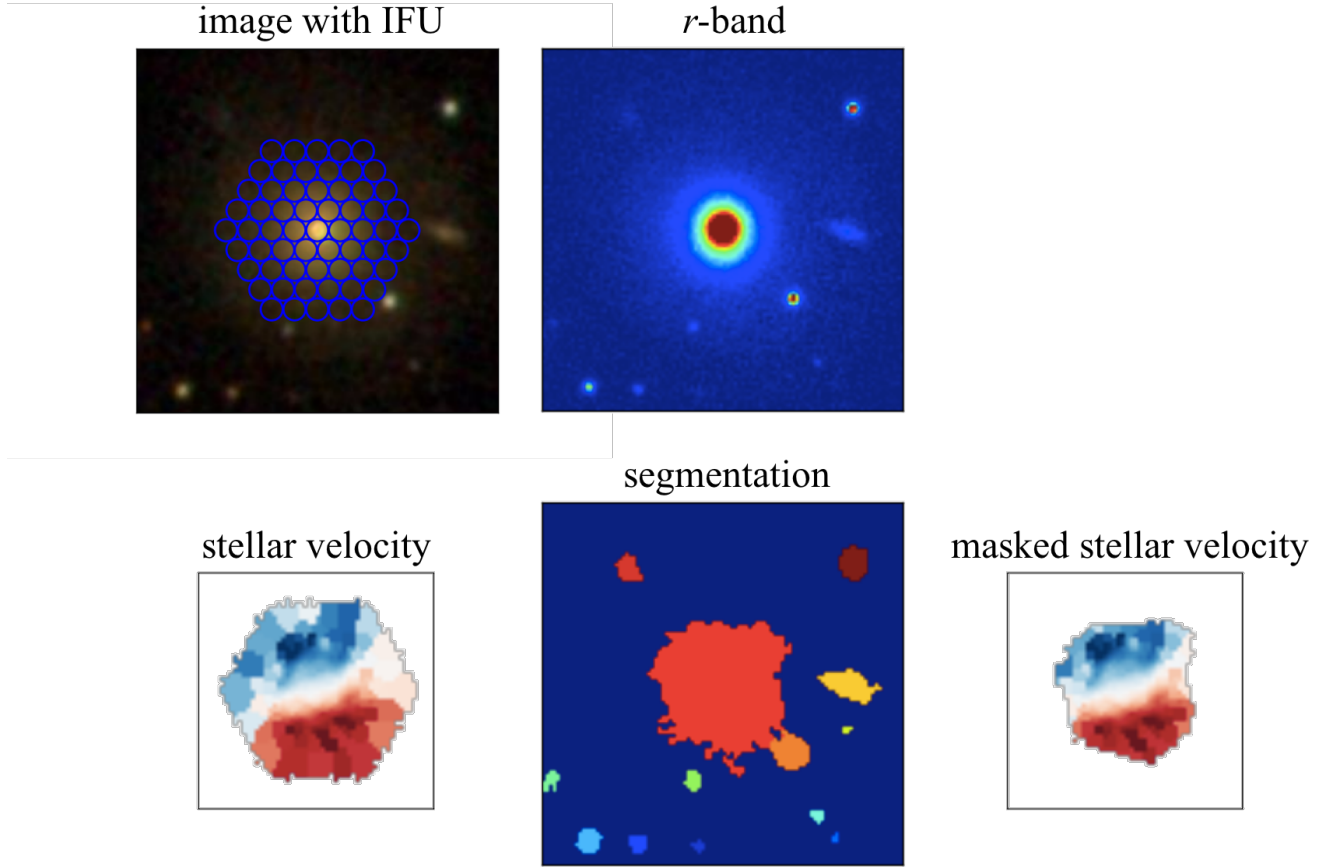 image with IFU
r-band
segmentation
stellar velocity
masked stellar velocity